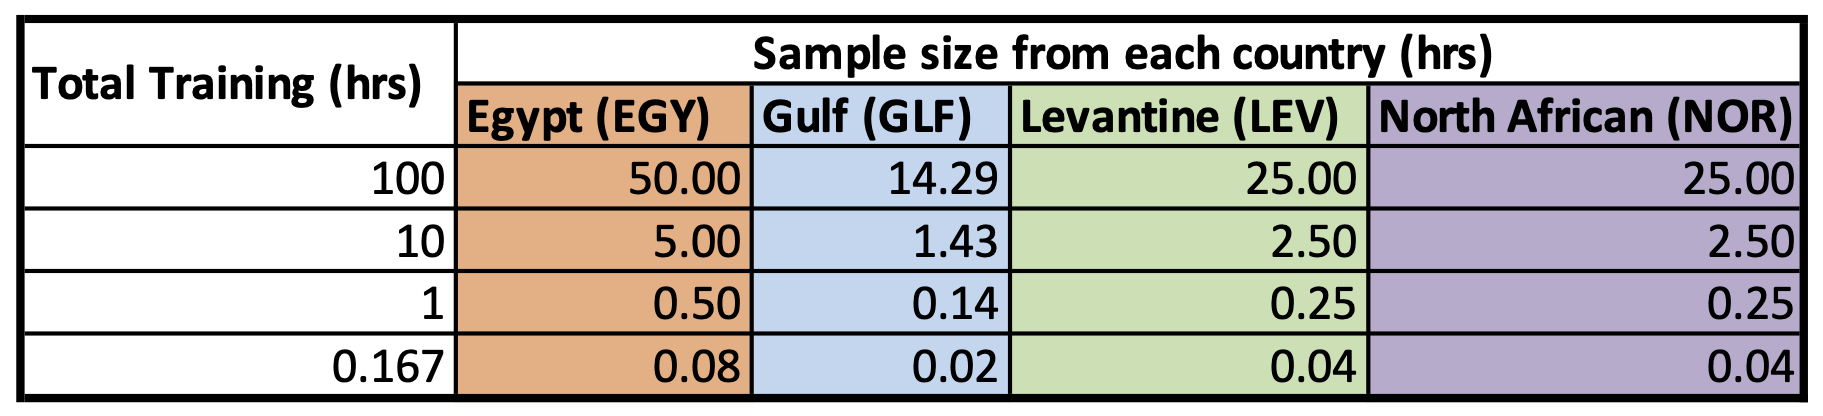 Total Training (hrs) Sample size from each country (hrs)
Egypt (EGY) Gulf (GLF) Levantine (LEV) North African (NOR)
100 50.00 14.29 25.00 25.00
10 5.00 1.43 2.50 2.50
1 0.50 0.14 0.25 0.25
0.167 0.08 0.02 0.04 0.04